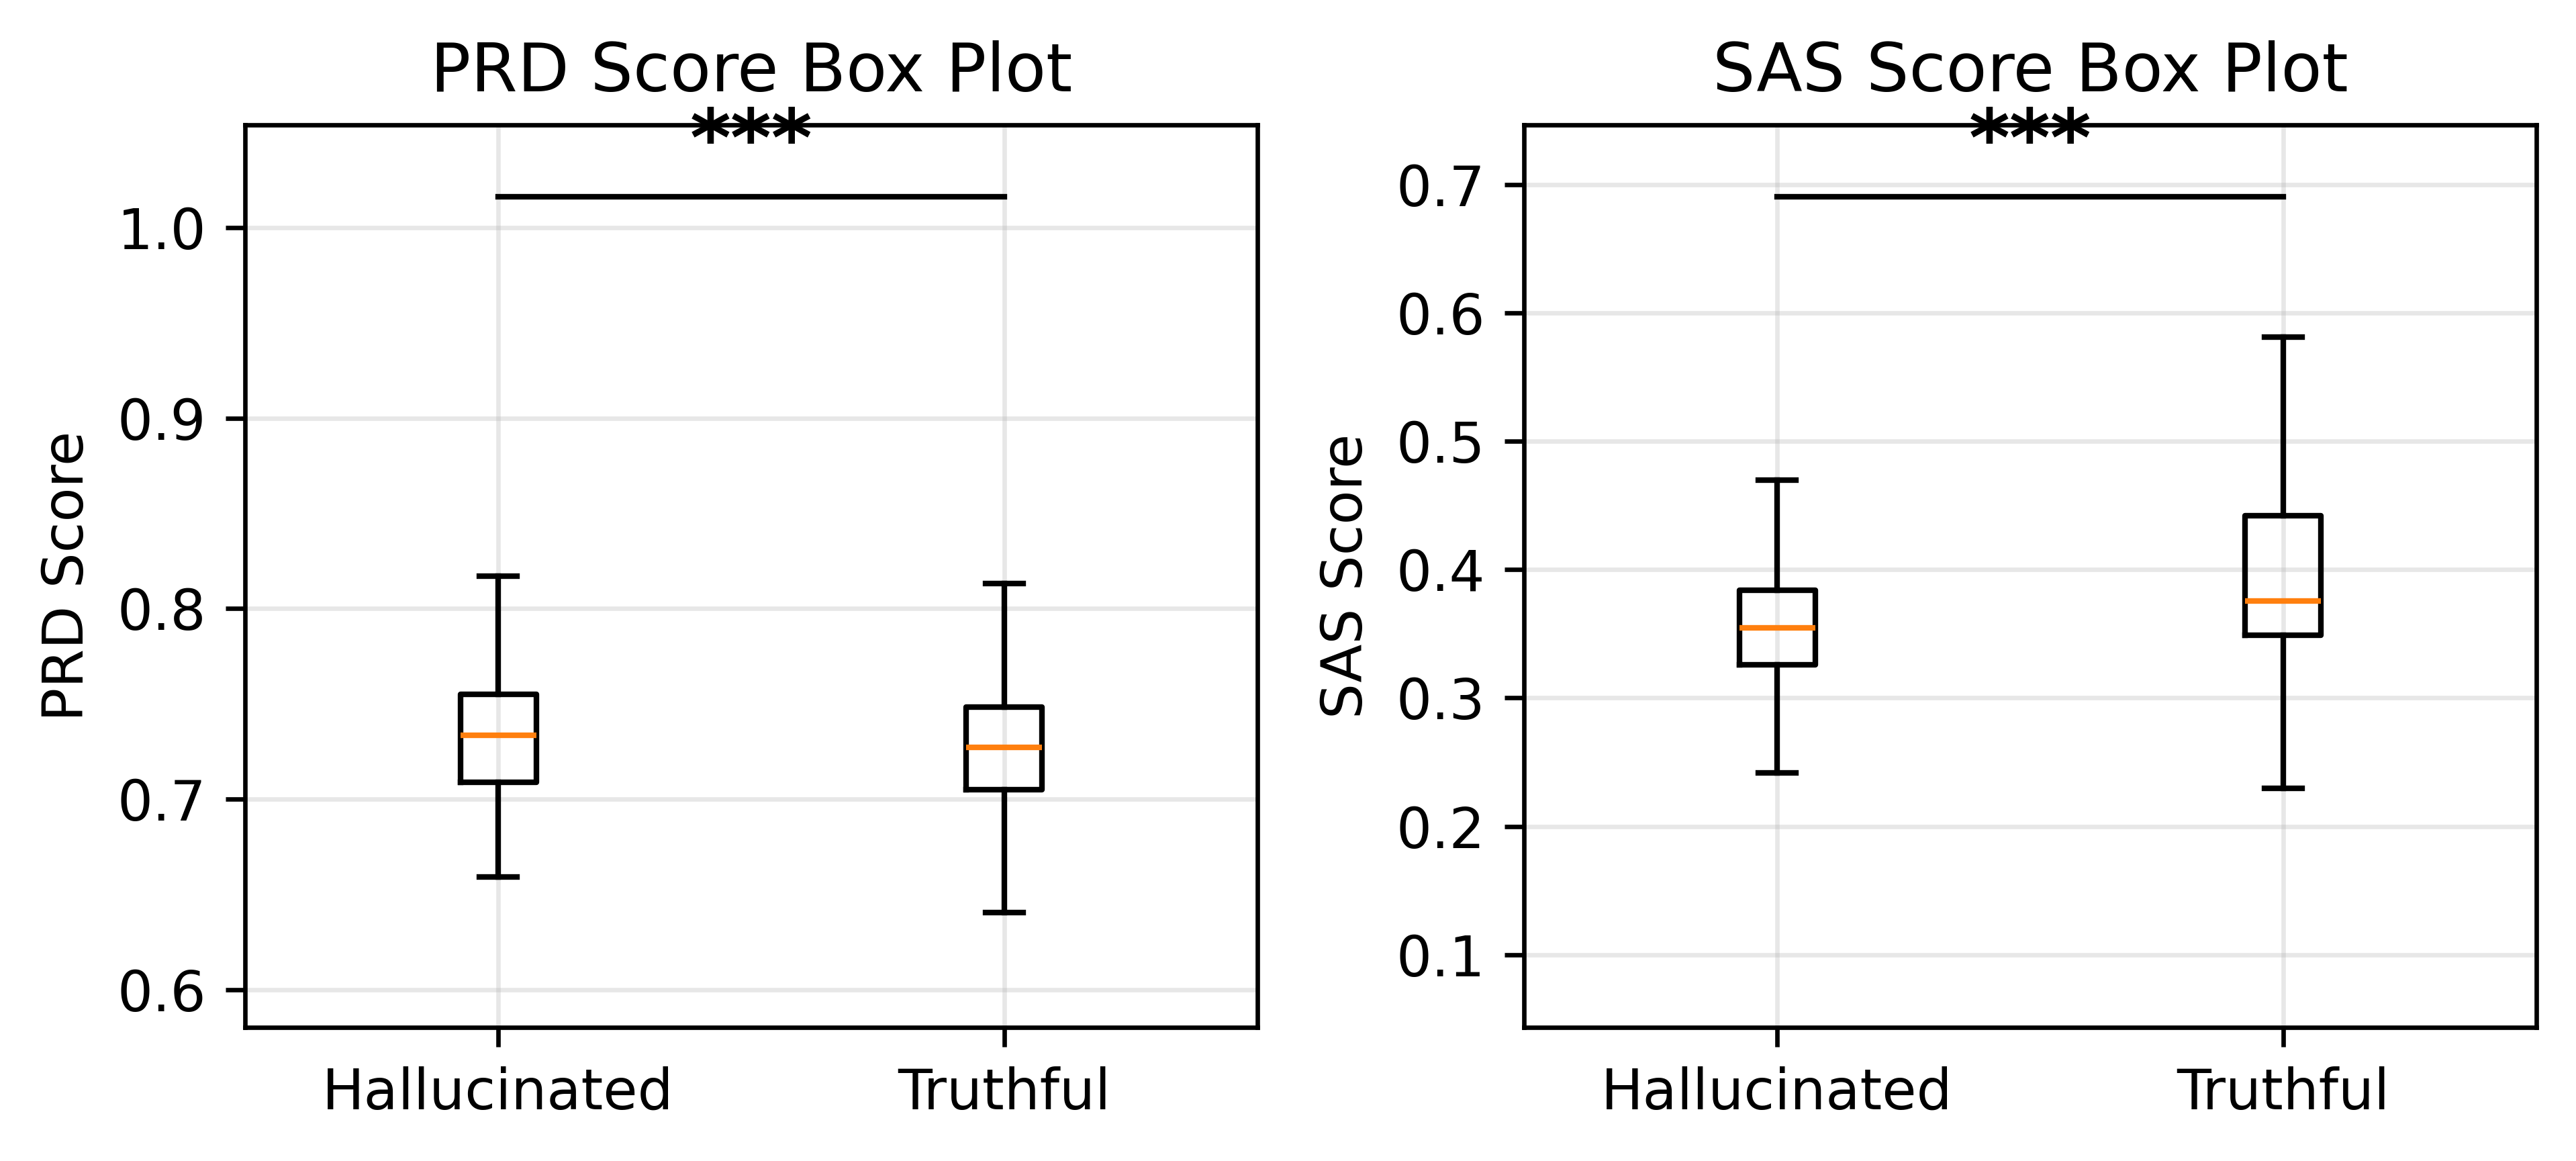 PRD Score Box Plot
***
PRD Score
1.0
0.9
0.8
0.7
0.6
Hallucinated
Truthful
SAS Score Box Plot
***
SAS Score
0.7
0.6
0.5
0.4
0.3
0.2
0.1
Hallucinated
Truthful